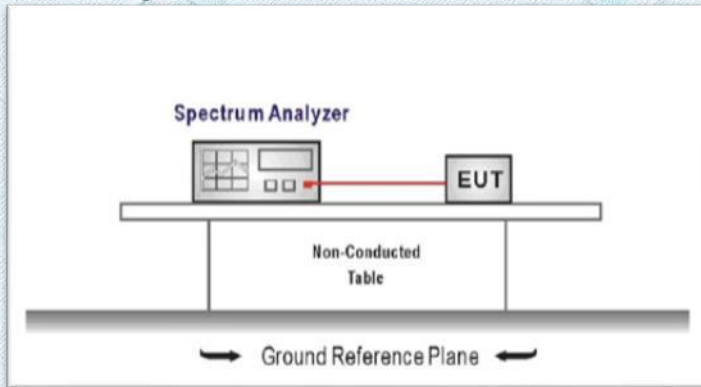 Spectrum Analyzer
EUT
Non-Conducted
Table
Ground Reference Plane